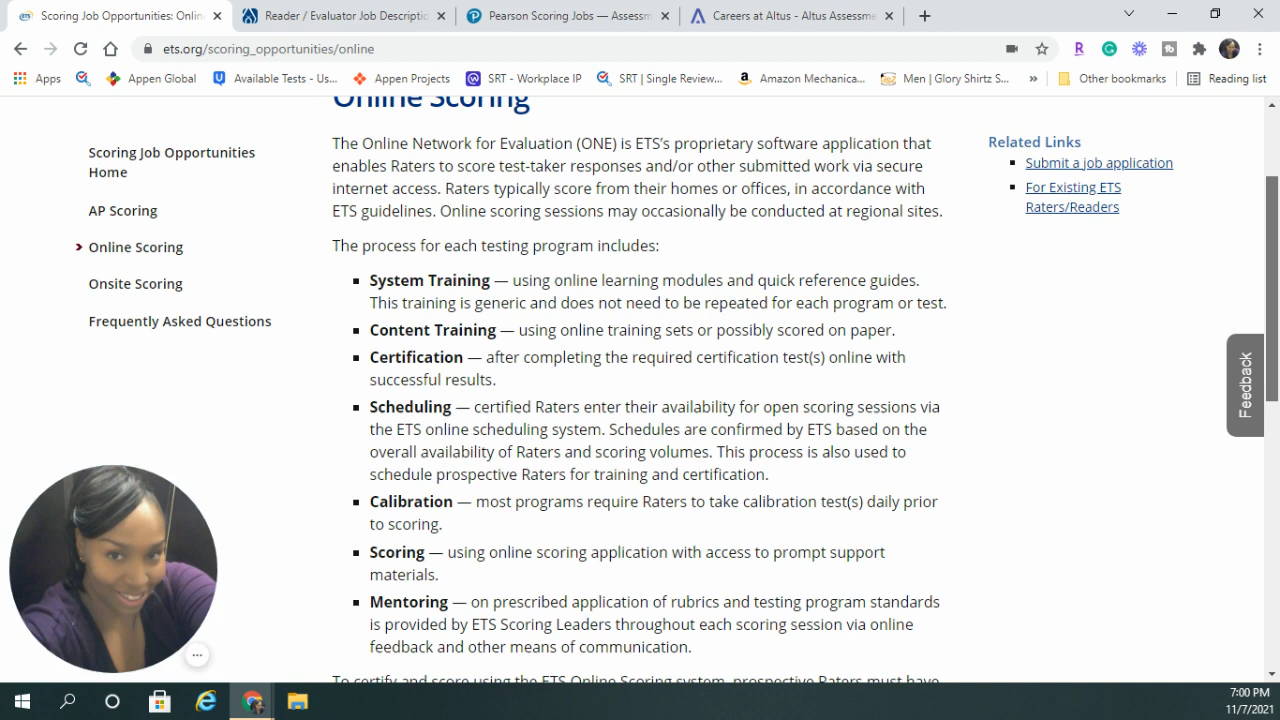 Scoring Job Opportunities: Onlin
Reader / Evaluator Job Descripti
Pearson Scoring Jobs — Assessm
Careers at Altus - Altus Assessme
ets.org/scoring_opportunities/online
Apps
Appen Global
Available Tests - Us...
Appen Projects
SRT - Workplace IP
SRT | Single Review...
Amazon Mechanica...
Men | Glory Shirtz S...
»
Other bookmarks
Reading list
Online Scoring
Scoring Job Opportunities
Home
AP Scoring
Online Scoring
Onsite Scoring
Frequently Asked Questions
The Online Network for Evaluation (ONE) is ETS’s proprietary software application that
enables Raters to score test-taker responses and/or other submitted work via secure
internet access. Raters typically score from their homes or offices, in accordance with
ETS guidelines. Online scoring sessions may occasionally be conducted at regional sites.
The process for each testing program includes:
System Training — using online learning modules and quick reference guides.
This training is generic and does not need to be repeated for each program or test.
Content Training — using online training sets or possibly scored on paper.
Certification — after completing the required certification test(s) online with
successful results.
Scheduling — certified Raters enter their availability for open scoring sessions via
the ETS online scheduling system. Schedules are confirmed by ETS based on the
overall availability of Raters and scoring volumes. This process is also used to
schedule prospective Raters for training and certification.
Calibration — most programs require Raters to take calibration test(s) daily prior
to scoring.
Scoring — using online scoring application with access to prompt support
materials.
Mentoring — on prescribed application of rubrics and testing program standards
is provided by ETS Scoring Leaders throughout each scoring session via online
feedback and other means of communication.
To certify and score using the ETS Online Scoring system, prospective Raters must have
Related Links
Submit a job application
For Existing ETS
Raters/Readers
Feedback
7:00 PM
11/7/2021